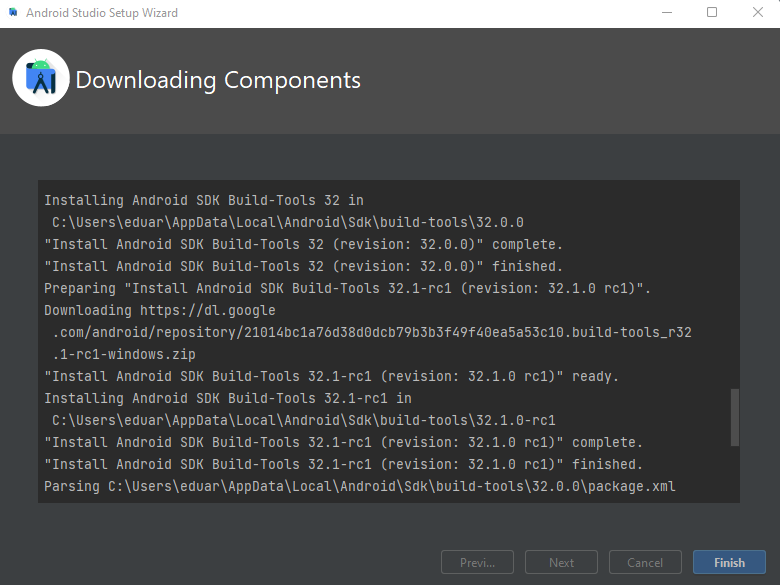 Android Studio Setup Wizard
Downloading Components
Installing Android SDK Build-Tools 32 in
C:\Users\eduar\AppData\Local\Android\Sdk\build-tools\32.0.0
"Install Android SDK Build-Tools 32 (revision: 32.0.0)" complete.
"Install Android SDK Build-Tools 32 (revision: 32.0.0)" finished.
Preparing "Install Android SDK Build-Tools 32.1-rc1 (revision: 32.1.0 rc1)".
Downloading https://dl.google
.com/android/repository/21014bc1a76d38d0dcb79b3b3f49f40ea5a53c10.build-tools_r32
.1-rc1-windows.zip
"Install Android SDK Build-Tools 32.1-rc1 (revision: 32.1.0 rc1)" ready.
Installing Android SDK Build-Tools 32.1-rc1 in
C:\Users\eduar\AppData\Local\Android\Sdk\build-tools\32.1.0-rc1
"Install Android SDK Build-Tools 32.1-rc1 (revision: 32.1.0 rc1)" complete.
"Install Android SDK Build-Tools 32.1-rc1 (revision: 32.1.0 rc1)" finished.
Parsing C:\Users\eduar\AppData\Local\Android\Sdk\build-tools\32.0.0\package.xml
Previ... Next Cancel Finish